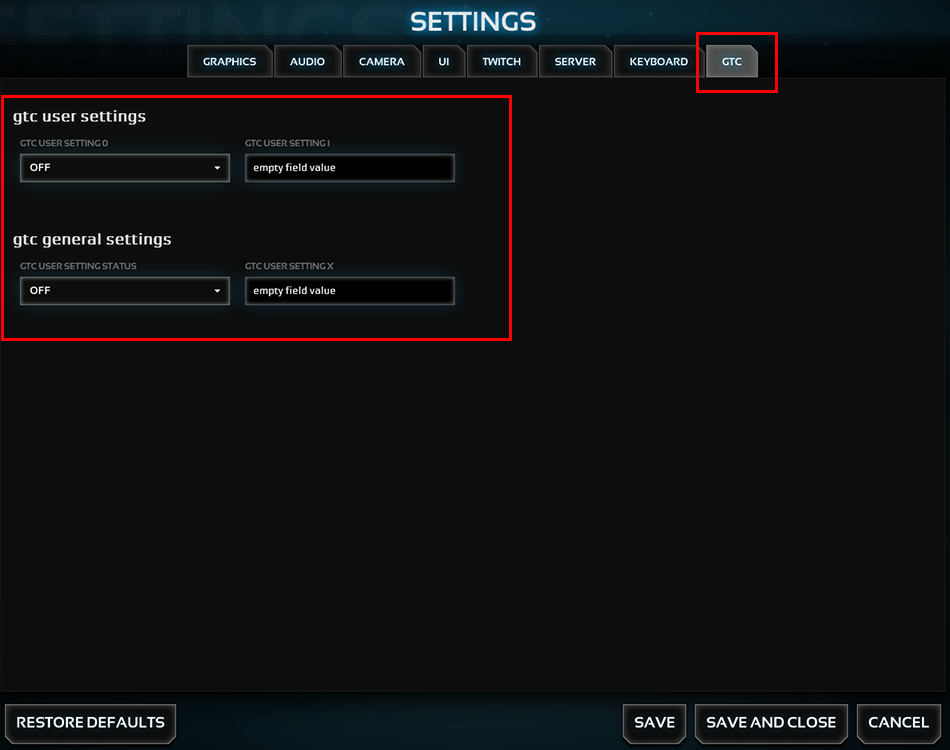 SETTINGS
GRAPHICS AUDIO CAMERA UI TWITCH SERVER KEYBOARD GTC
gtc user settings
GTC USER SETTING 0 GTC USER SETTING 1
OFF empty field value
gtc general settings
GTC USER SETTING STATUS GTC USER SETTING X
OFF empty field value
RESTORE DEFAULTS SAVE SAVE AND CLOSE CANCEL